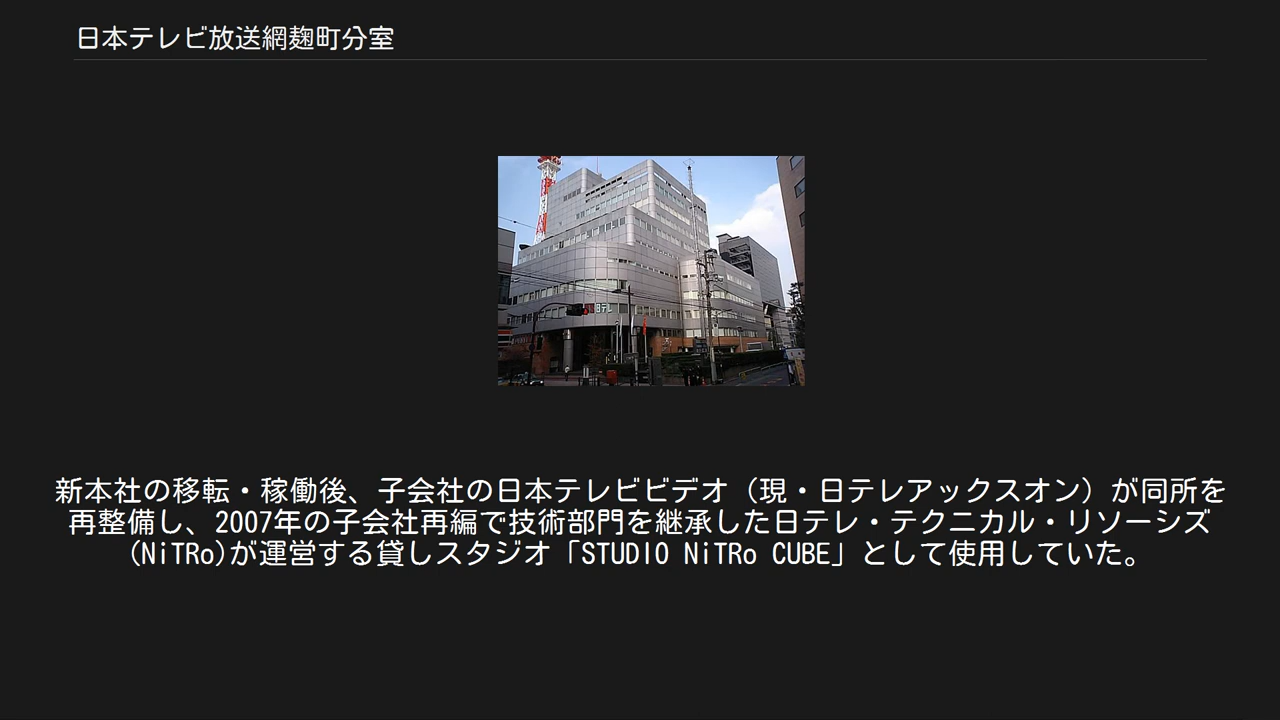 日本テレビ放送網麹町分室
日テレ
新本社の移転・稼働後、子会社の日本テレビビデオ（現・日テレアックスオン）が同所を
再整備し、2007年の子会社再編で技術部門を継承した日テレ・テクニカル・リソーシズ
(NiTRo)が運営する貸しスタジオ「STUDIO NiTRo CUBE」として使用していた。